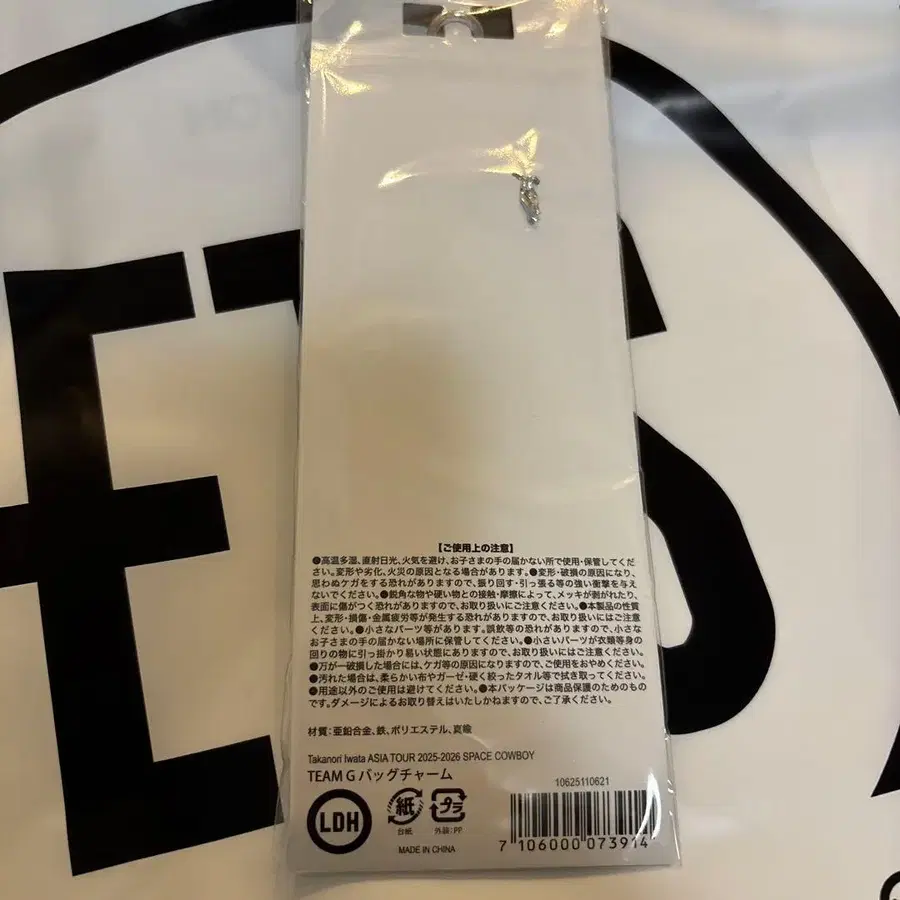 ETS
【ご使用上の注意】
●高温多湿、直射日光、火気を避け、お子さまの手の届かない所で使用・保管してくだ
さい。変形や劣化、火災の原因となる場合があります。●変形・破損の原因になり、
思わぬケガをする恐れがありますので、振り回す・引っ張る等の強い衝撃を与え
ないでください。●鋭角な物や硬い物との接触・摩擦によって、メッキが剥がれたり、
表面に傷がつく恐れがありますので、お取り扱いにはご注意ください。●本製品の性質
上、変形・損傷・金属疲労等が発生する恐れがありますので、お取り扱いにはご注意
ください。●小さなパーツ等があります。誤飲等の恐れがありますので、小さな
お子さまの手の届かない場所に保管してください。●小さいパーツが衣類等身の
回りの物に引っ掛かり易い状態にありますので、お取り扱いにはご注意ください。
●万が一破損した場合には、ケガ等の原因になりますので、ご使用をおやめください。
●汚れた場合は、柔らかい布やガーゼ・硬く絞ったタオル等で拭き取ってください。
●用途以外のご使用は避けてください。●本パッケージは商品保護のためのもの
です。ダメージによるお取り替えはいたしかねますので、ご了承ください。
材質：亜鉛合金、鉄、ポリエステル、真鍮
Takanori Iwata ASIA TOUR 2025-2026 SPACE COWBOY
TEAM G バッグチャーム
10625110621
LDH
紙
プラ
台紙
外装：PP
MADE IN CHINA
7 106000 073914